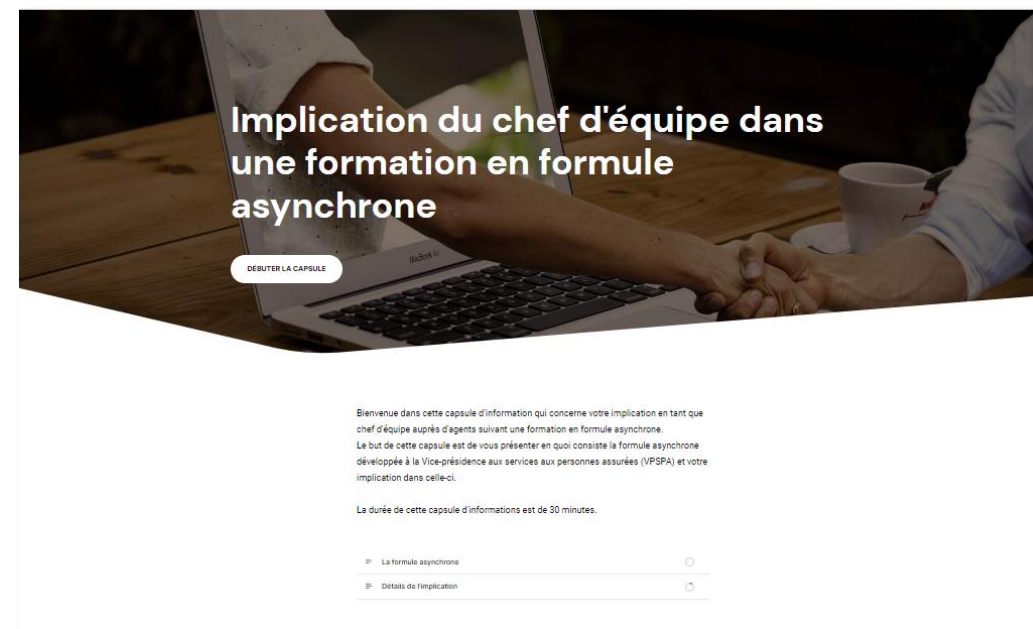 Implication du chef d'équipe dans
une formation en formule
asynchrone
DÉBUTER LA CAPSULE
MacBook Air
Bienvenue dans cette capsule d'information qui concerne votre implication en tant que
chef d'équipe auprès d'agents suivant une formation en formule asynchrone.
Le but de cette capsule est de vous présenter en quoi consiste la formule asynchrone
développée à la Vice-présidence aux services aux personnes assurées (VPSPA) et votre
implication dans celle-ci.
La durée de cette capsule d'informations est de 30 minutes.
La formule asynchrone
Détails de l'implication